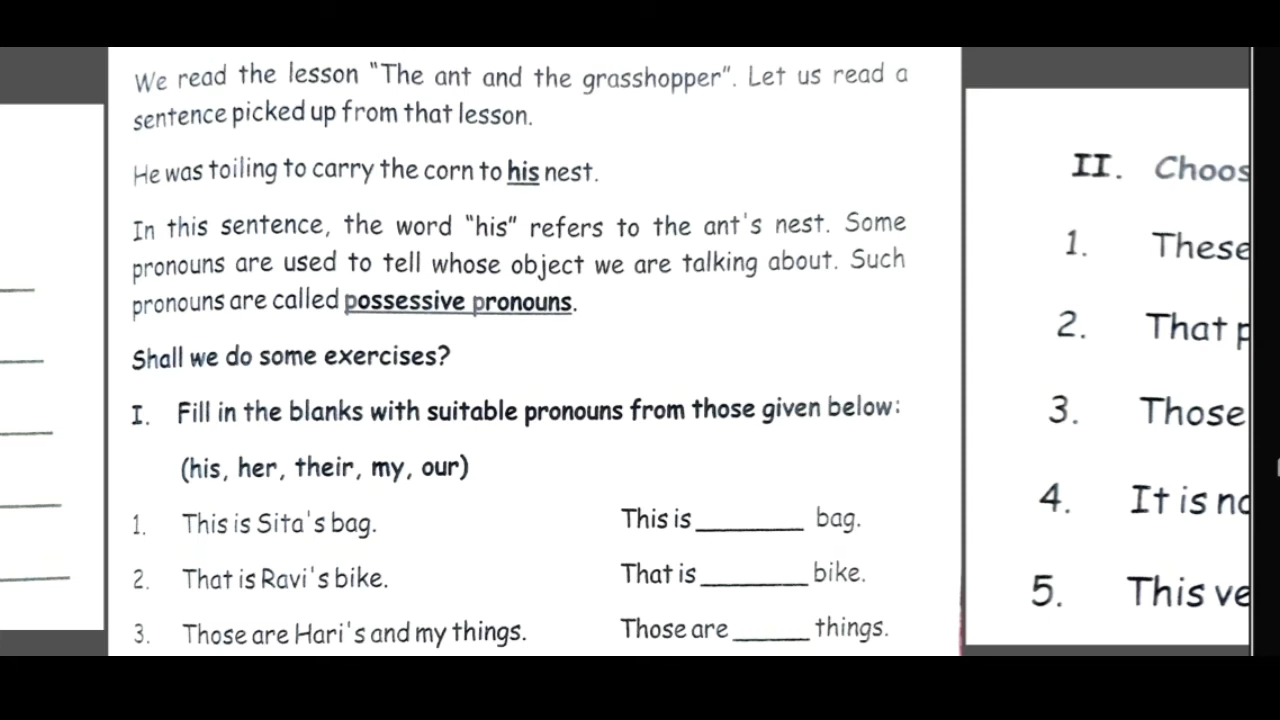 We read the lesson "The ant and the grasshopper". Let us read a
sentence picked up from that lesson.
He was toiling to carry the corn to his nest.
In this sentence, the word "his" refers to the ant's nest. Some
pronouns are used to tell whose object we are talking about. Such
pronouns are called possessive pronouns.
Shall we do some exercises?
I. Fill in the blanks with suitable pronouns from those given below:
(his, her, their, my, our)
1. This is Sita's bag. This is ________ bag.
2. That is Ravi's bike. That is ________ bike.
3. Those are Hari's and my things. Those are ______ things.
II. Choos
1. These
2. That p
3. Those
4. It is no
5. This ve